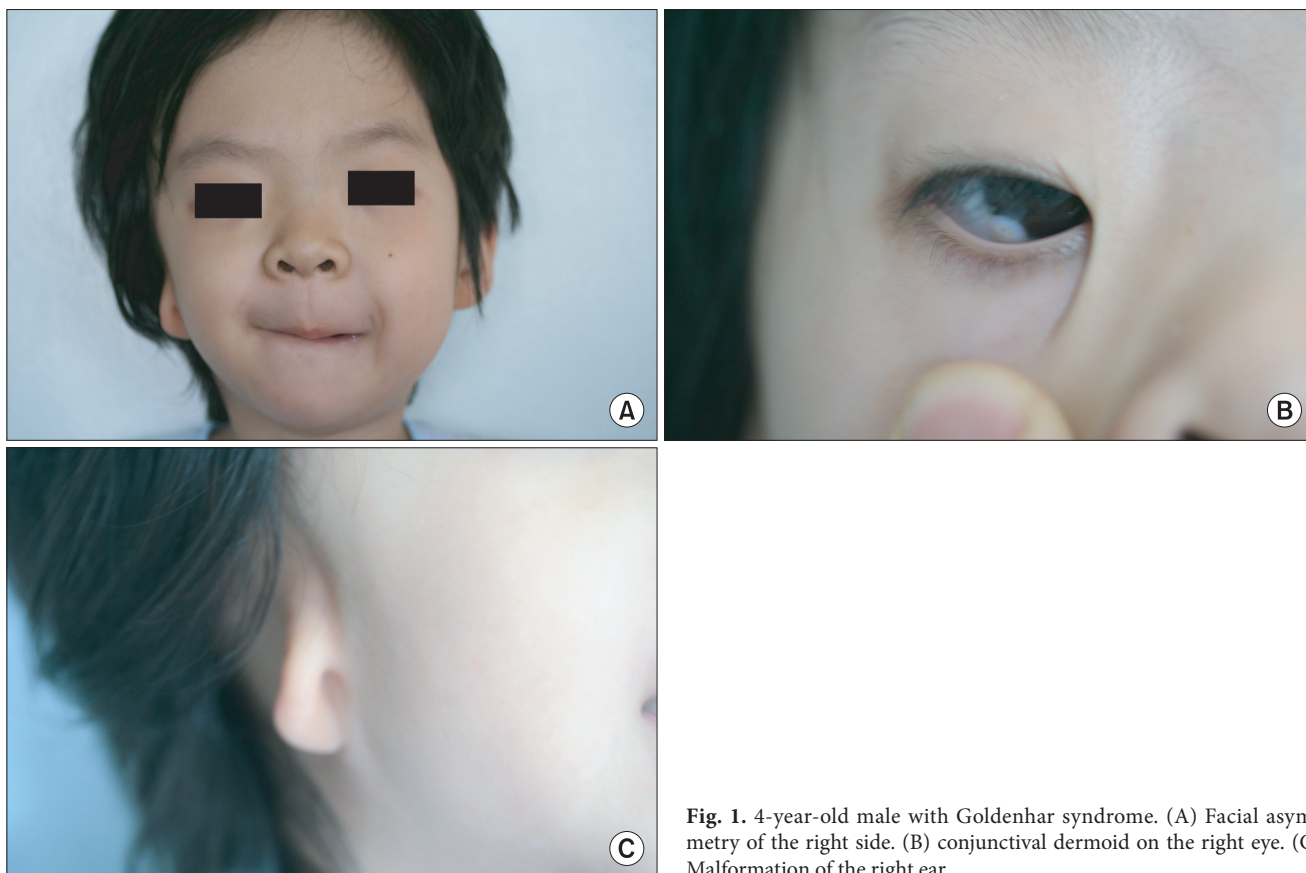 A
B
C
Fig. 1. 4-year-old male with Goldenhar syndrome. (A) Facial asym-
metry of the right side. (B) conjunctival dermoid on the right eye. (C)
Malformation of the right ear.